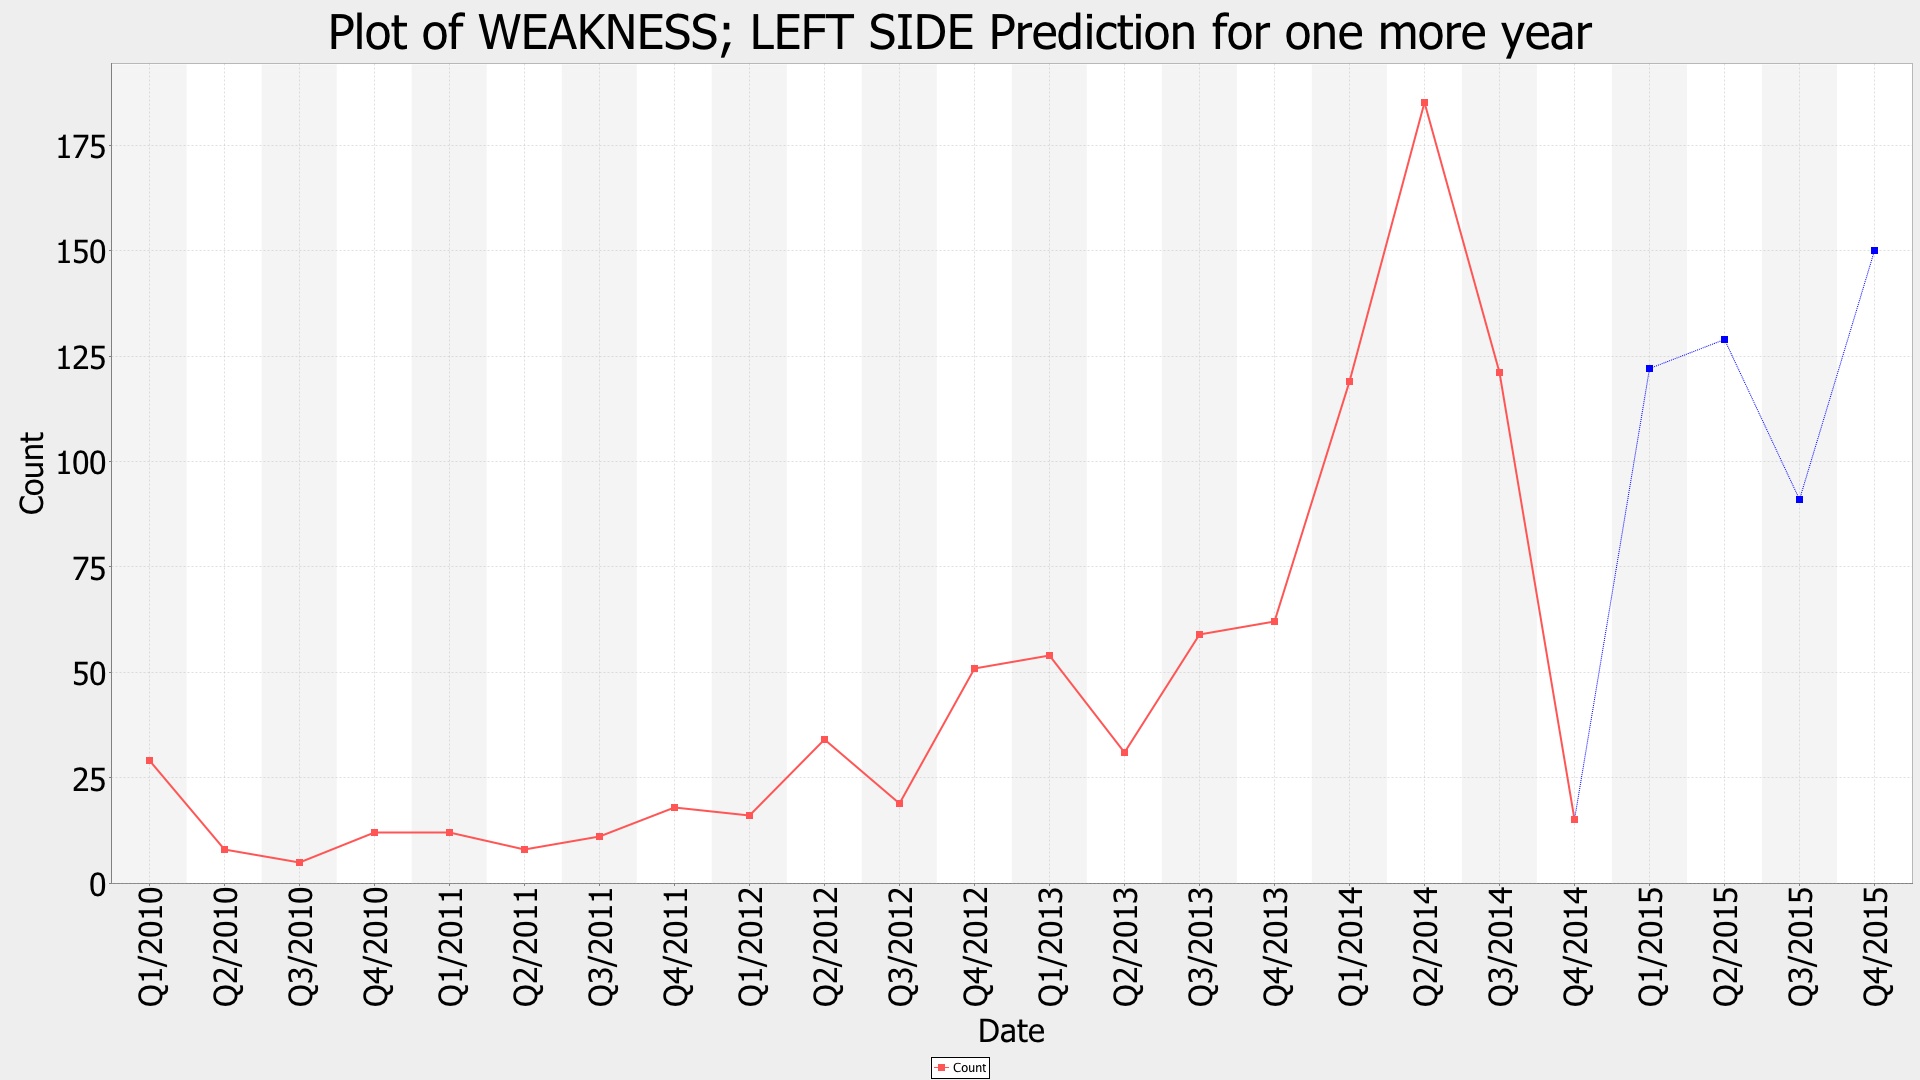 Plot of WEAKNESS; LEFT SIDE Prediction for one more year
Count
175
150
125
100
75
50
25
0
Q1/2010
Q2/2010
Q3/2010
Q4/2010
Q1/2011
Q2/2011
Q3/2011
Q4/2011
Q1/2012
Q2/2012
Q3/2012
Q4/2012
Q1/2013
Q2/2013
Q3/2013
Q4/2013
Q1/2014
Q2/2014
Q3/2014
Q4/2014
Q1/2015
Q2/2015
Q3/2015
Q4/2015
Date
Count